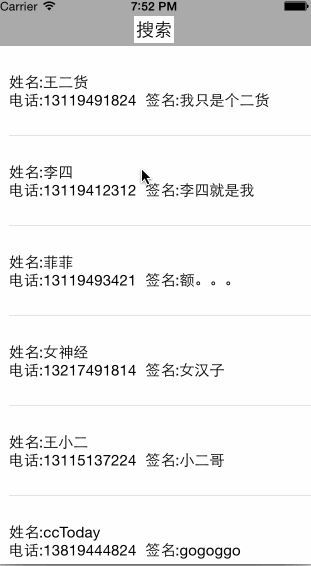 Carrier 7:52 PM
搜索
姓名:王二货
电话:13119491824 签名:我只是个二货
姓名:李四
电话:13119412312 签名:李四就是我
姓名:菲菲
电话:13119493421 签名:额。。。
姓名:女神经
电话:13217491814 签名:女汉子
姓名:王小二
电话:13115137224 签名:小二哥
姓名:ccToday
电话:13819444824 签名:gogoggo